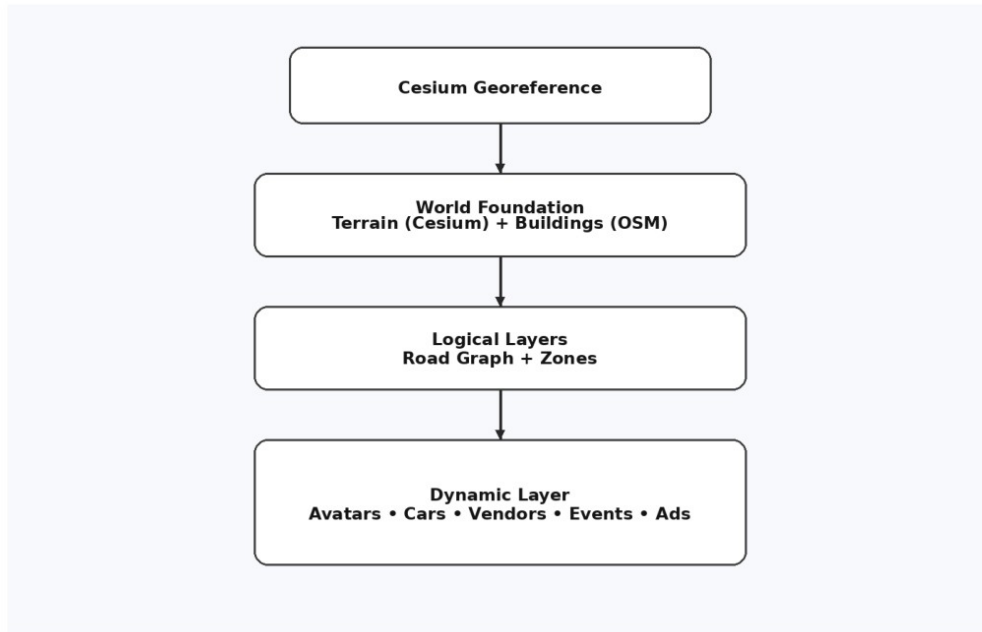 Cesium Georeference
World Foundation
Terrain (Cesium) + Buildings (OSM)
Logical Layers
Road Graph + Zones
Dynamic Layer
Avatars • Cars • Vendors • Events • Ads